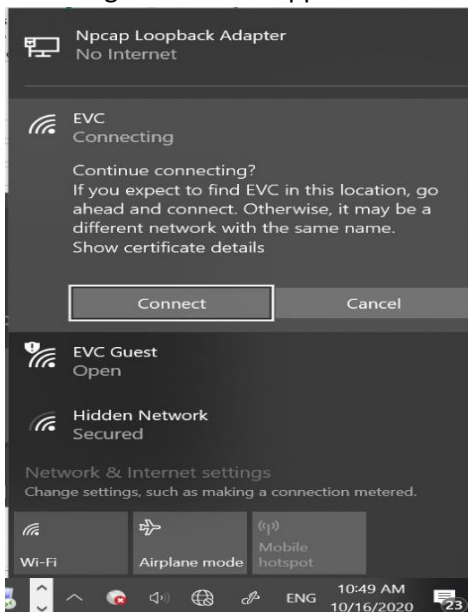 Npcap Loopback Adapter
No Internet
EVC
Connecting
Continue connecting?
If you expect to find EVC in this location, go
ahead and connect. Otherwise, it may be a
different network with the same name.
Show certificate details
Connect
Cancel
EVC Guest
Open
Hidden Network
Secured
Network & Internet settings
Change settings, such as making a connection metered.
Wi-Fi
Airplane mode
Mobile
hotspot
ENG
10:49 AM
10/16/2020
23